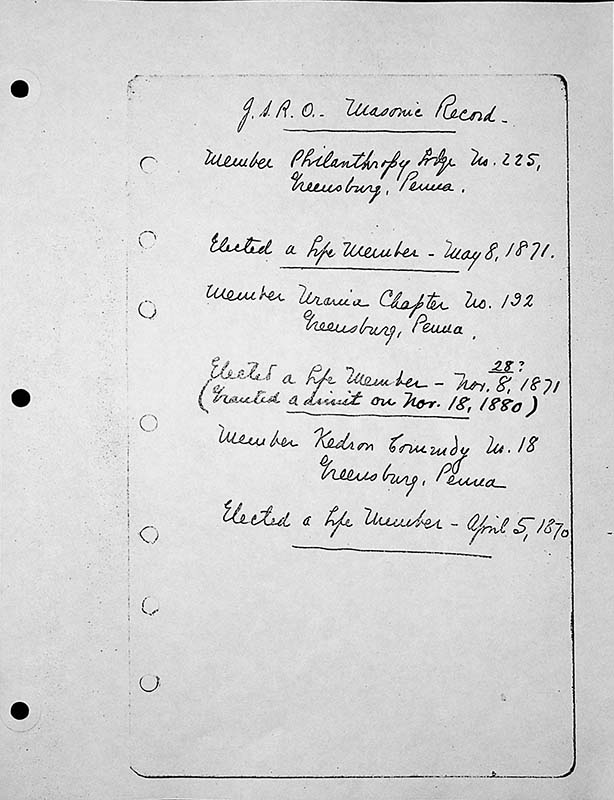 J.S.R.O. - Masonic Record -
Member Philanthropy Lodge No. 225,
Greensburg, Penna.
Elected a Life Member - May 8, 1871.
Member Urania Chapter No. 192
Greensburg, Penna.
28?
Elected a Life Member - Nov. 8, 1871
(Granted a dimit on Nov. 18, 1880)
Member Kedron Commdy No. 18
Greensburg, Penna
Elected a Life Member - April 5, 1870